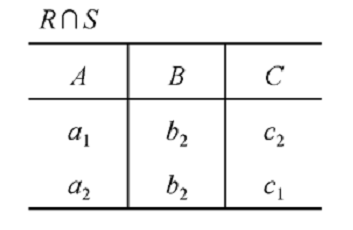 R∩S
A B C
a₁ b₂ c₂
a₂ b₂ c₁